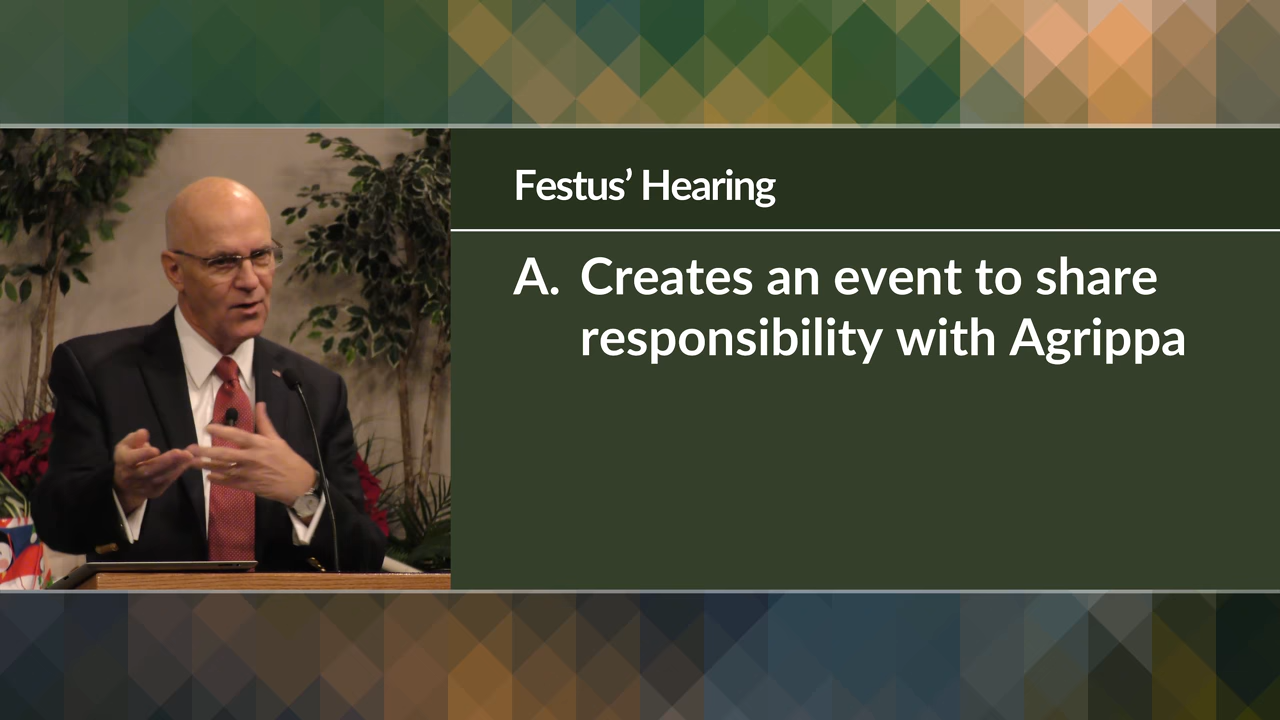 Festus’ Hearing
A. Creates an event to share
responsibility with Agrippa